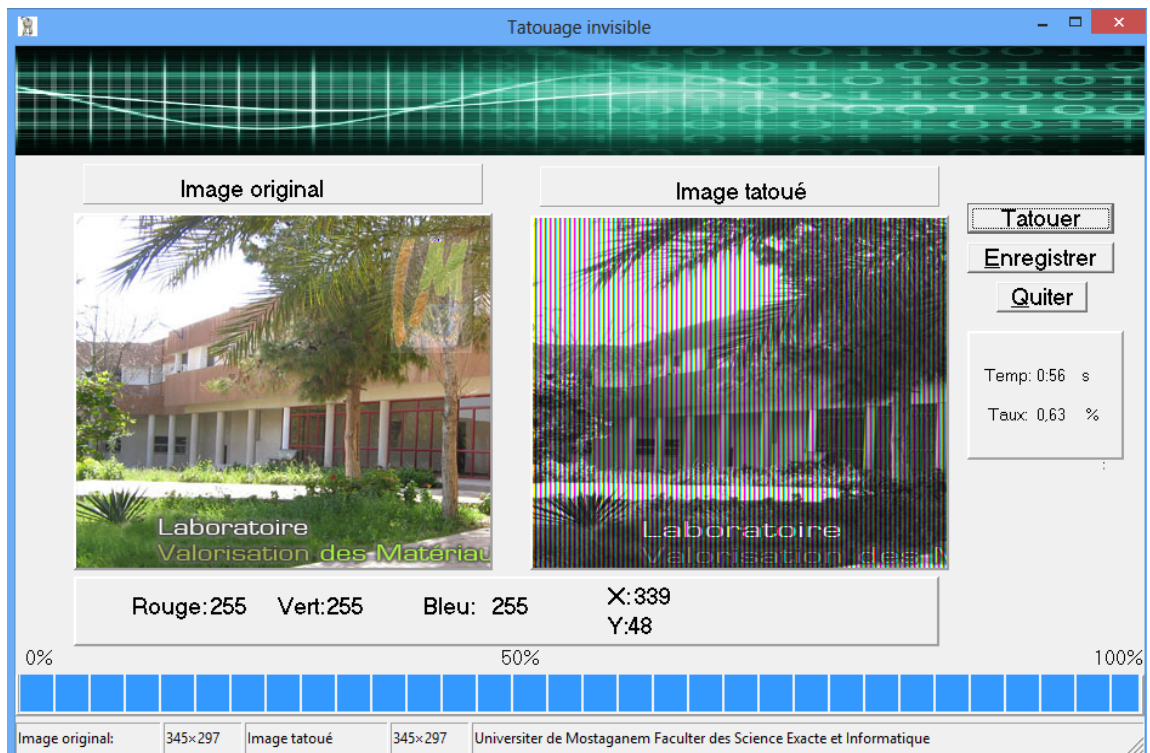 Tatouage invisible
Image original
Image tatoué
Tatouer
Enregistrer
Quiter
Laboratoire
Valorisation des Matériau
Laboratoire
Valorisation des M
Temp: 0:56 s
Taux: 0,63 %
:
Rouge:255 Vert:255 Bleu: 255 X:339
Y:48
0% 50% 100%
Image original: 345×297 Image tatoué 345×297 Universiter de Mostaganem Faculter des Science Exacte et Informatique